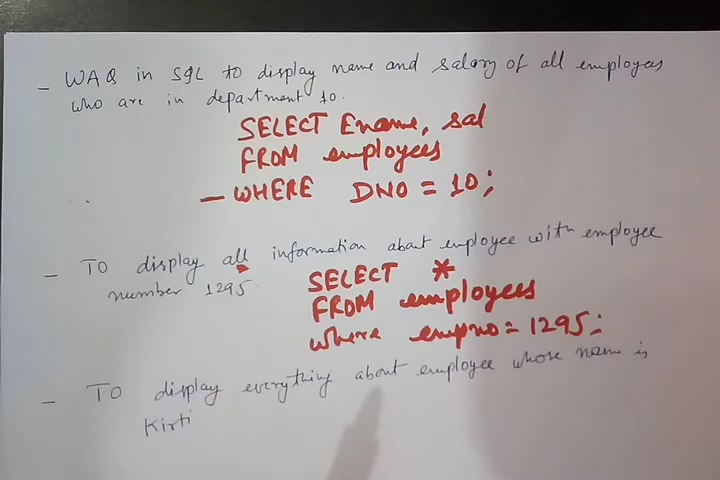 - WAQ in SQL to display name and salary of all employees
who are in department 10.
SELECT Ename, sal
FROM employees
- WHERE DNO = 10;
- TO display all information about employee with employee
number 1295.
SELECT *
FROM employees
where empno = 1295;
- TO display everything about employee whose name is
Kirti